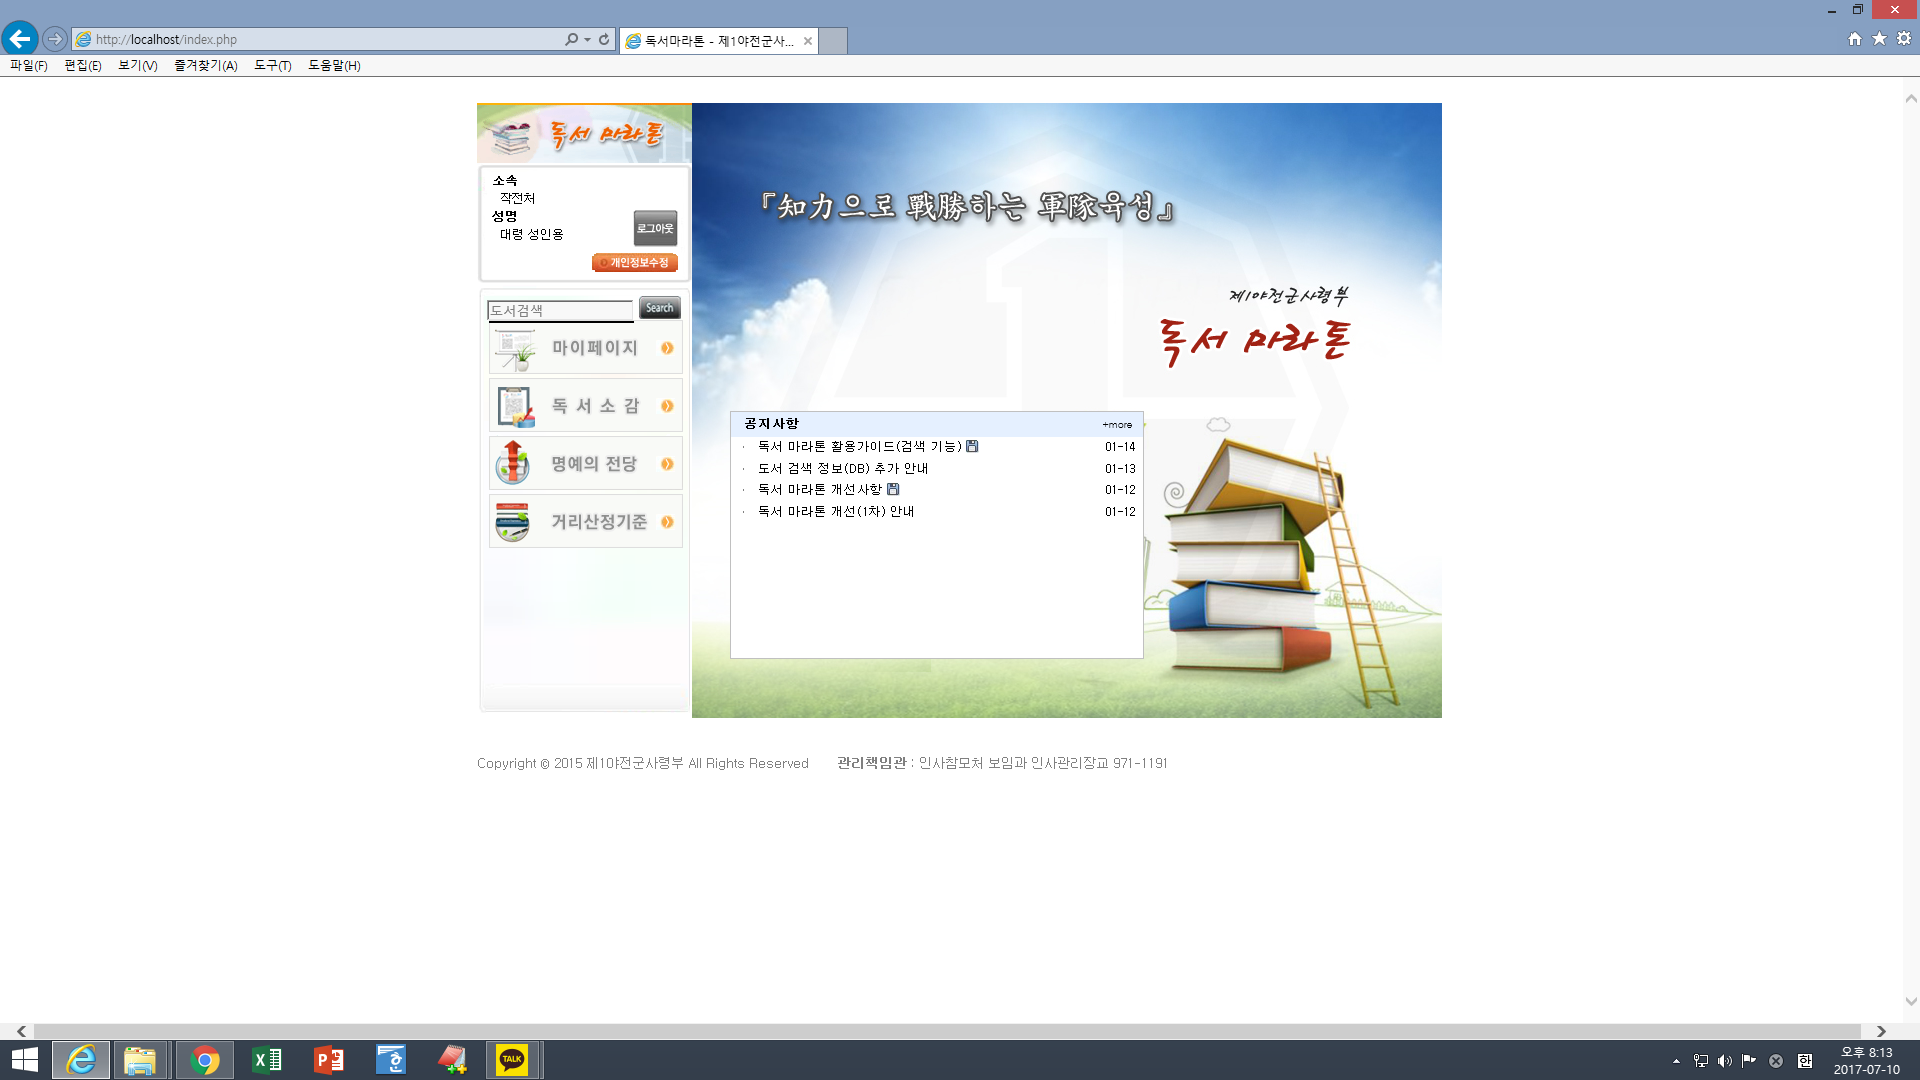 http://localhost/index.php
독서마라톤 - 제1야전군사...
파일(F) 편집(E) 보기(V) 즐겨찾기(A) 도구(T) 도움말(H)
독서 마라톤
소속
작전처
성명
대령 성인용
로그아웃
개인정보수정
도서검색 Search
마이페이지
독 서 소 감
명예의 전당
거리산정기준
『知力으로 戰勝하는 軍隊육성』
제1야전군사령부
독서 마라톤
공지사항 +more
· 독서 마라톤 활용가이드(검색 기능) 01-14
· 도서 검색 정보(DB) 추가 안내 01-13
· 독서 마라톤 개선사항 01-12
· 독서 마라톤 개선(1차) 안내 01-12
Copyright © 2015 제1야전군사령부 All Rights Reserved 관리책임관 : 인사참모처 보임과 인사관리장교 971-1191
TALK
한
오후 8:13
2017-07-10